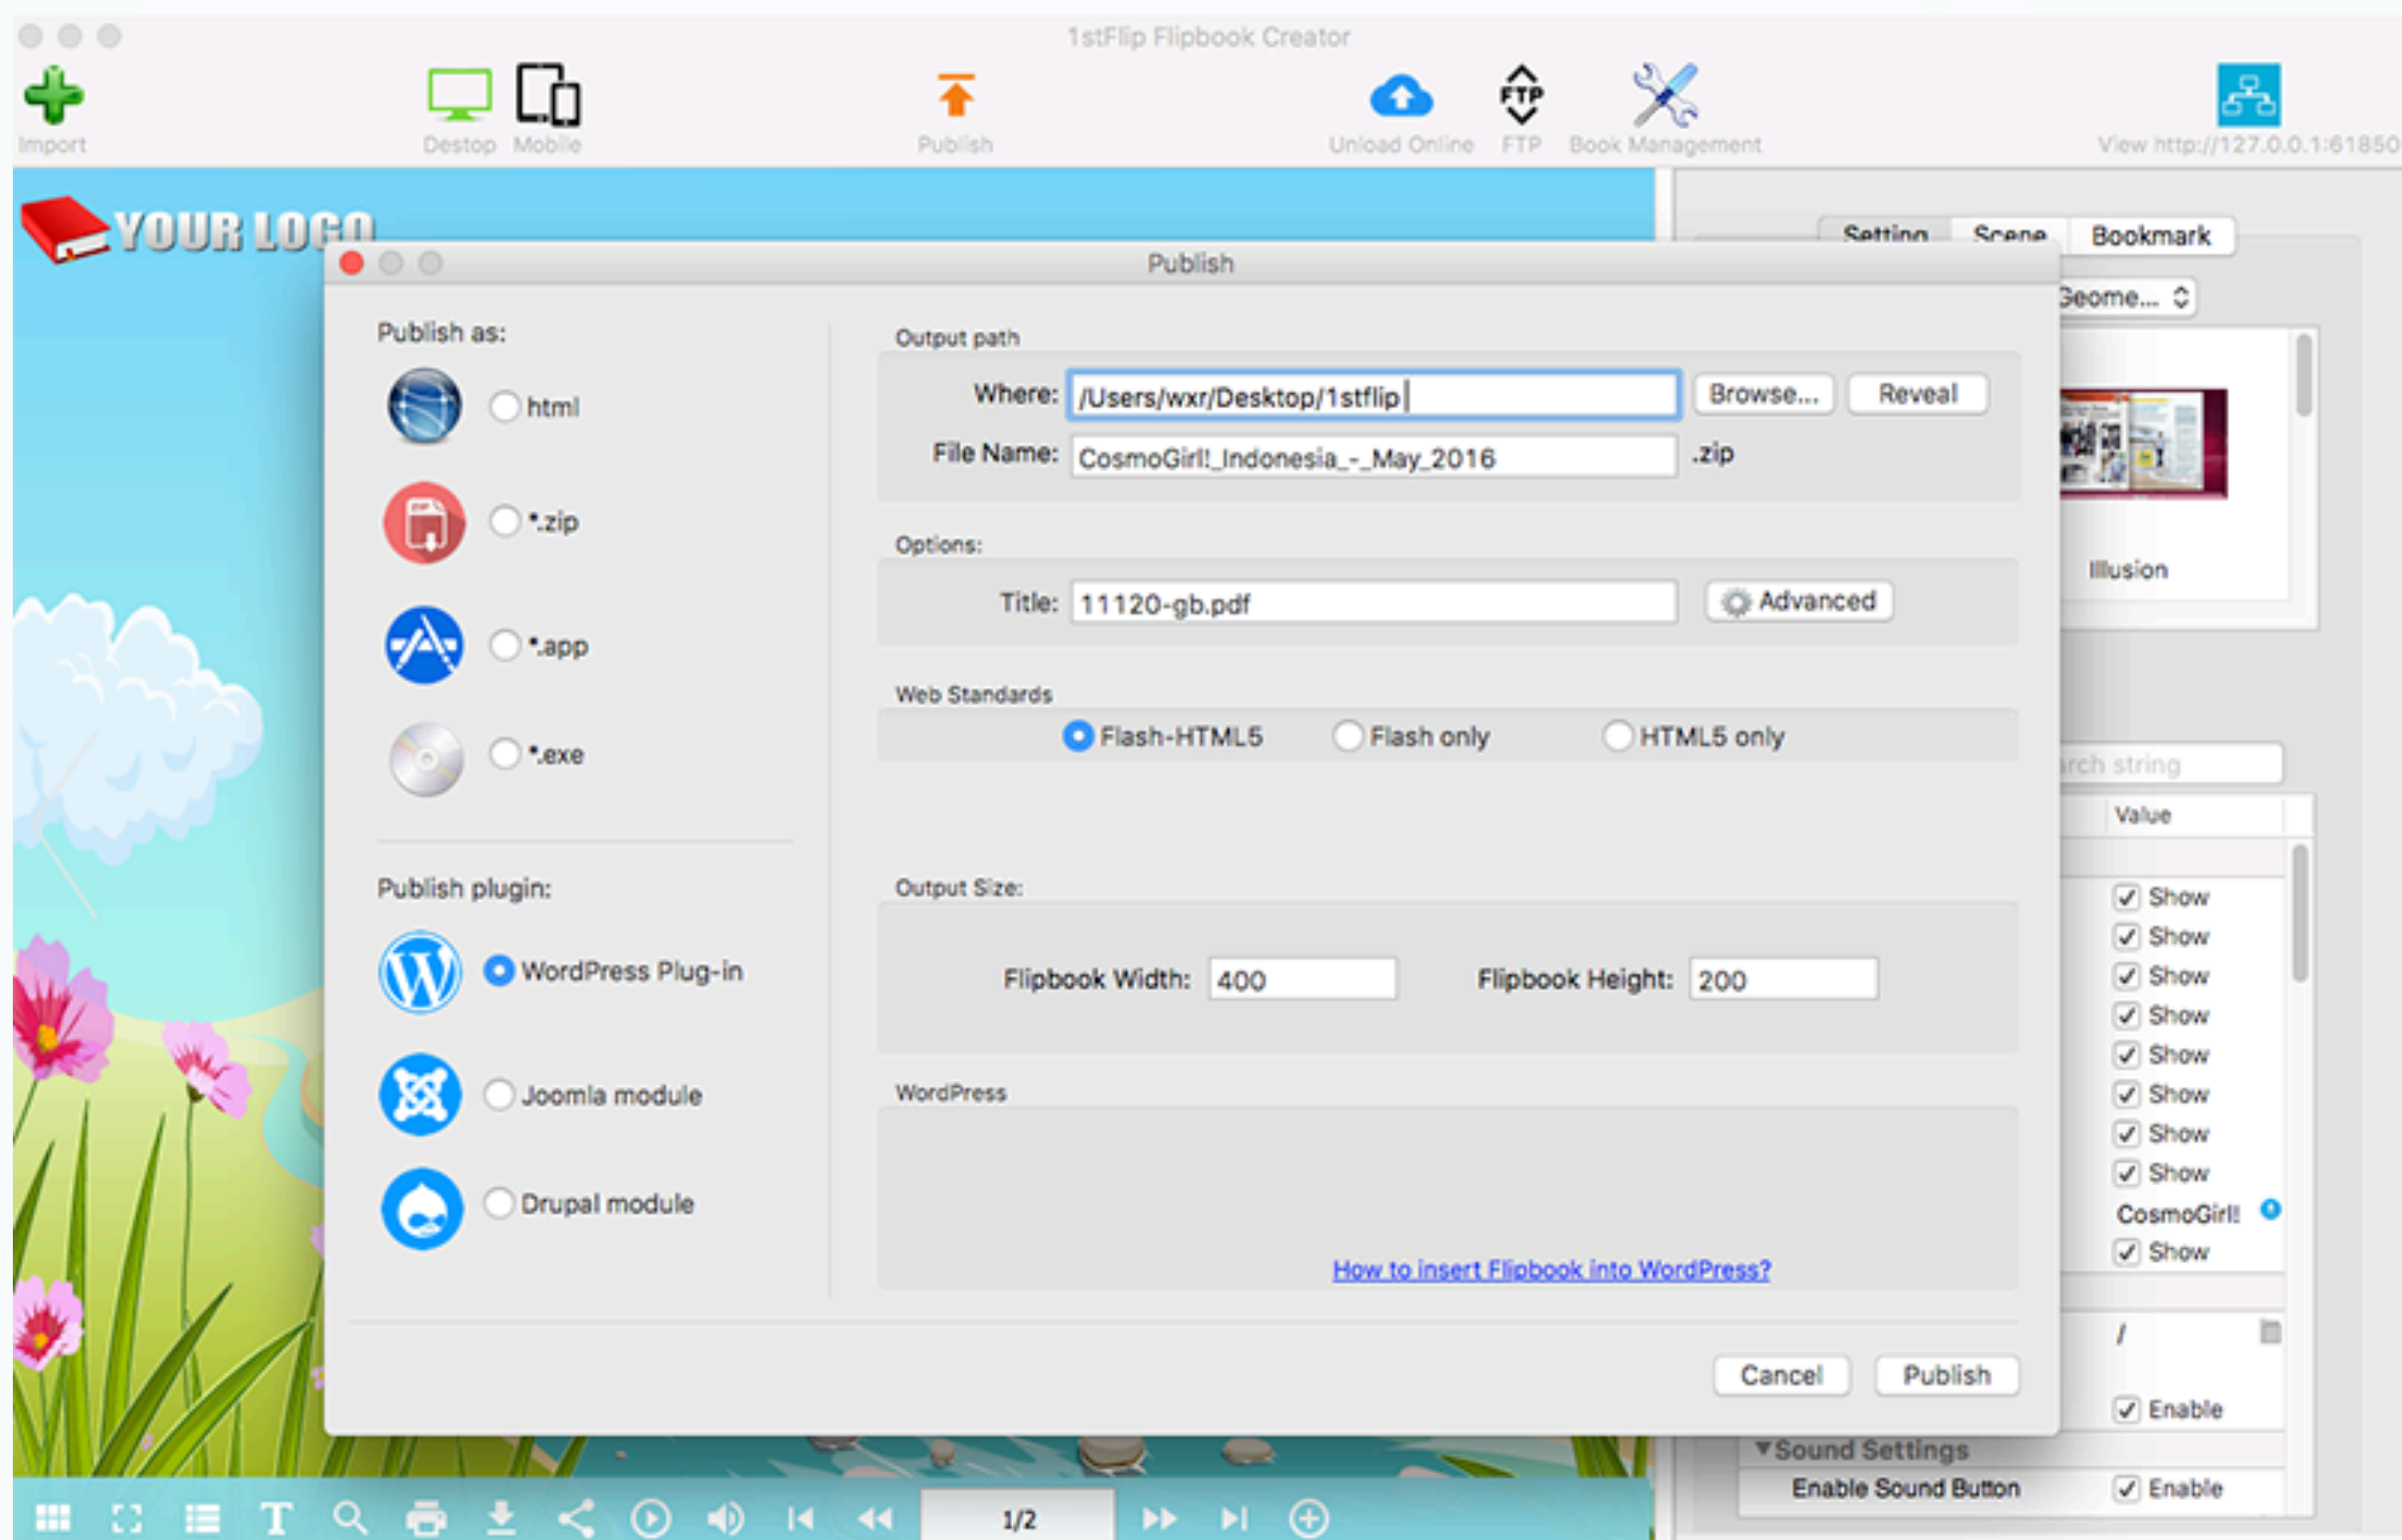 1stFlip Flipbook Creator
Import
Destop
Mobile
Publish
FTP
Unload Online
FTP
Book Management
View http://127.0.0.1:61850
YOUR LOGO
Setting
Scene
Bookmark
Publish
Geome...
Publish as:
html
*.zip
*.app
*.exe
Publish plugin:
WordPress Plug-in
Joomla module
Drupal module
Output path
Where: /Users/wxr/Desktop/1stflip Browse... Reveal
File Name: CosmoGirl!_Indonesia_-_May_2016 .zip
Options:
Title: 11120-gb.pdf Advanced
Web Standards
Flash-HTML5 Flash only HTML5 only
Output Size:
Flipbook Width: 400 Flipbook Height: 200
WordPress
How to insert Flipbook into WordPress?
Cancel Publish
Illusion
string
Value
Show
Show
Show
Show
Show
Show
Show
Show
CosmoGirl!
Show
/
Enable
Sound Settings
Enable Sound Button Enable
T
1/2